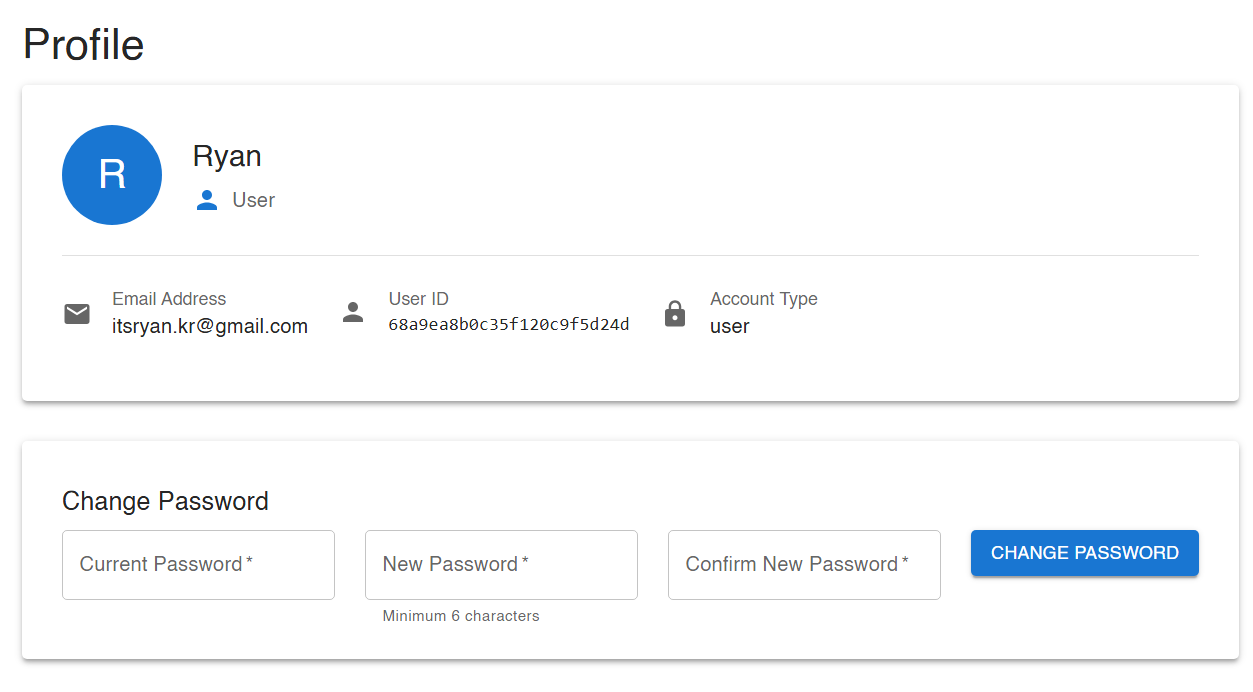 Profile
R
Ryan
User
Email Address
itsryan.kr@gmail.com
User ID
68a9ea8b0c35f120c9f5d24d
Account Type
user
Change Password
Current Password *
New Password *
Minimum 6 characters
Confirm New Password *
CHANGE PASSWORD